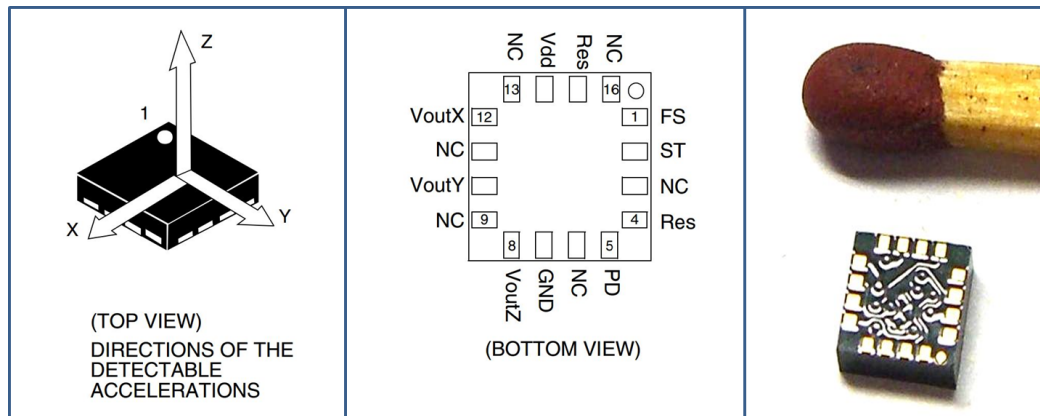 Z
1
X
Y
(TOP VIEW)
DIRECTIONS OF THE
DETECTABLE
ACCELERATIONS
NC
Vdd
Res
NC
13
16
VoutX
12
1
FS
NC
ST
VoutY
NC
NC
9
4
Res
8
5
VoutZ
GND
NC
PD
(BOTTOM VIEW)